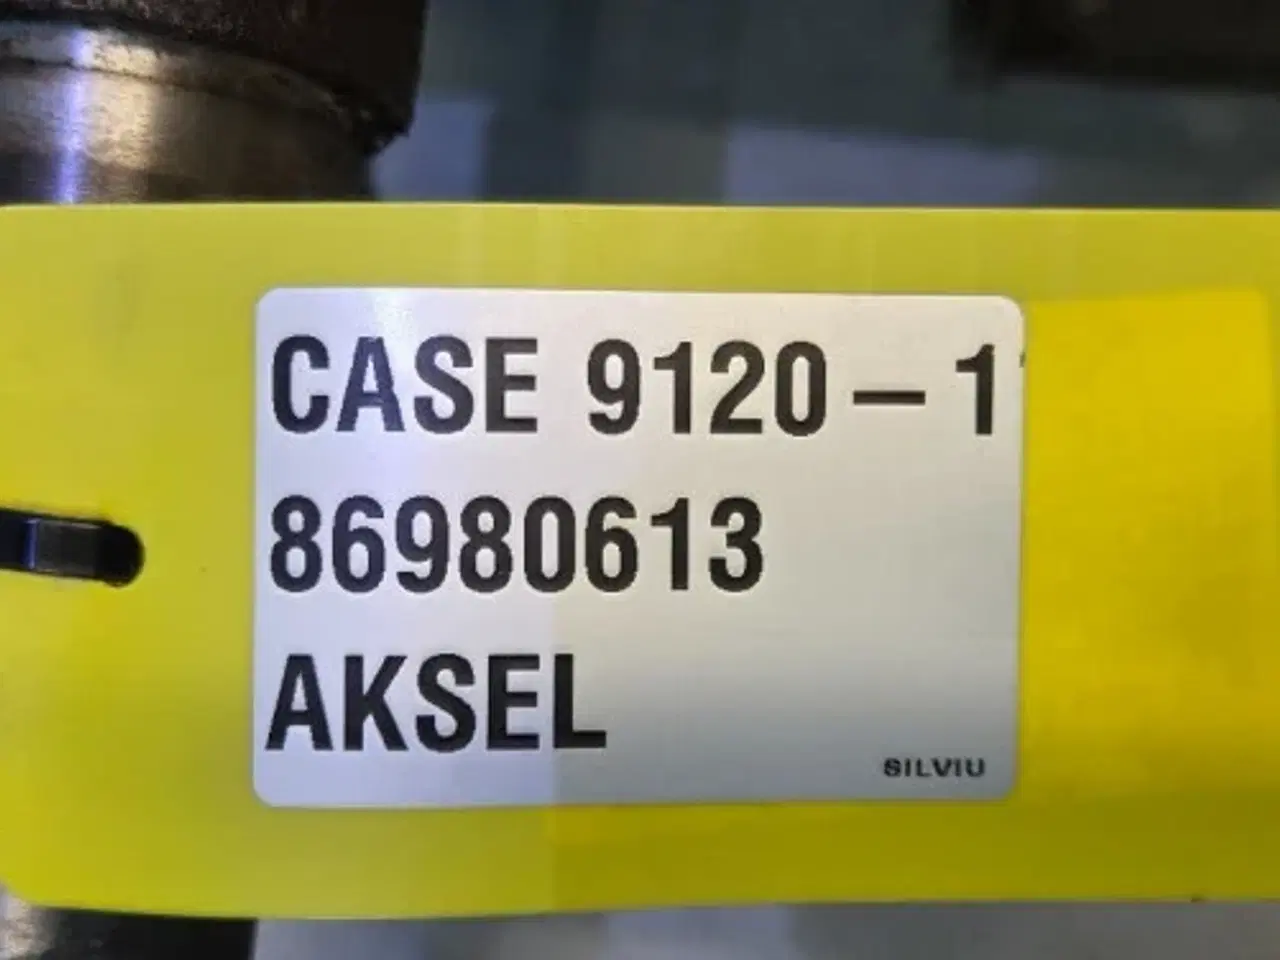 CASE 9120 – 1
86980613
AKSEL
SILVIU